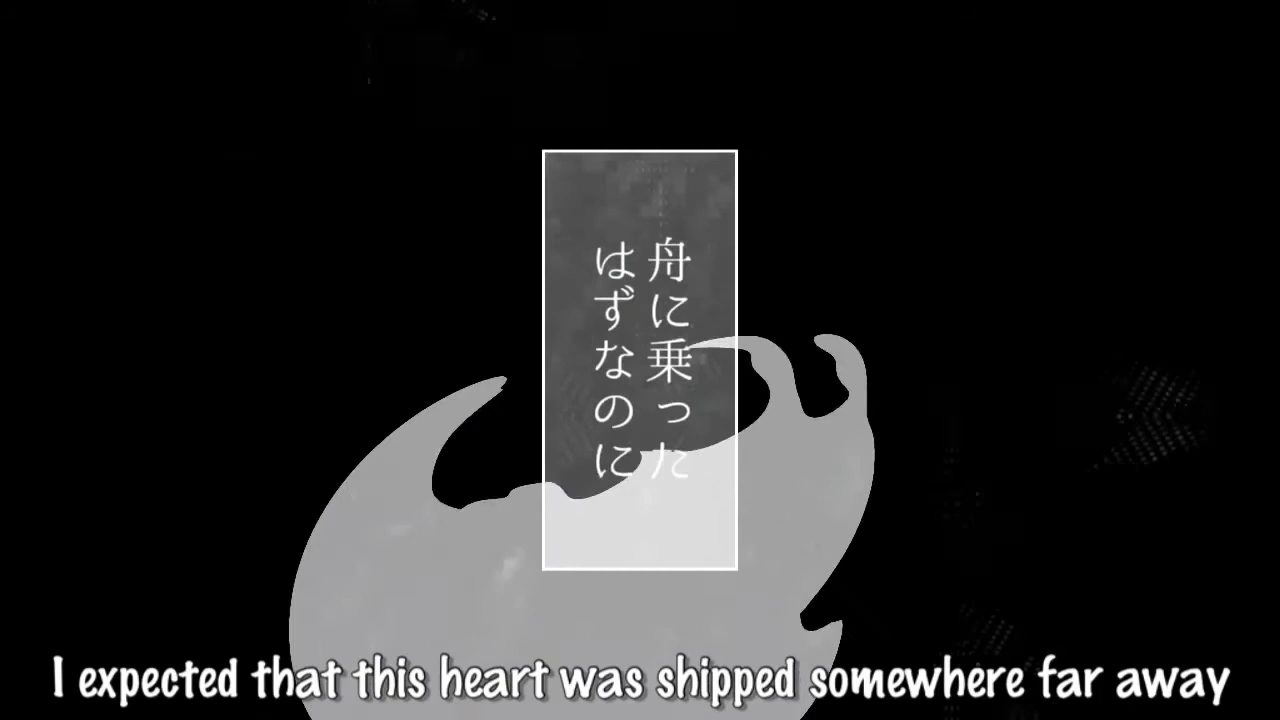 舟に乗った
はずなのに
I expected that this heart was shipped somewhere far away